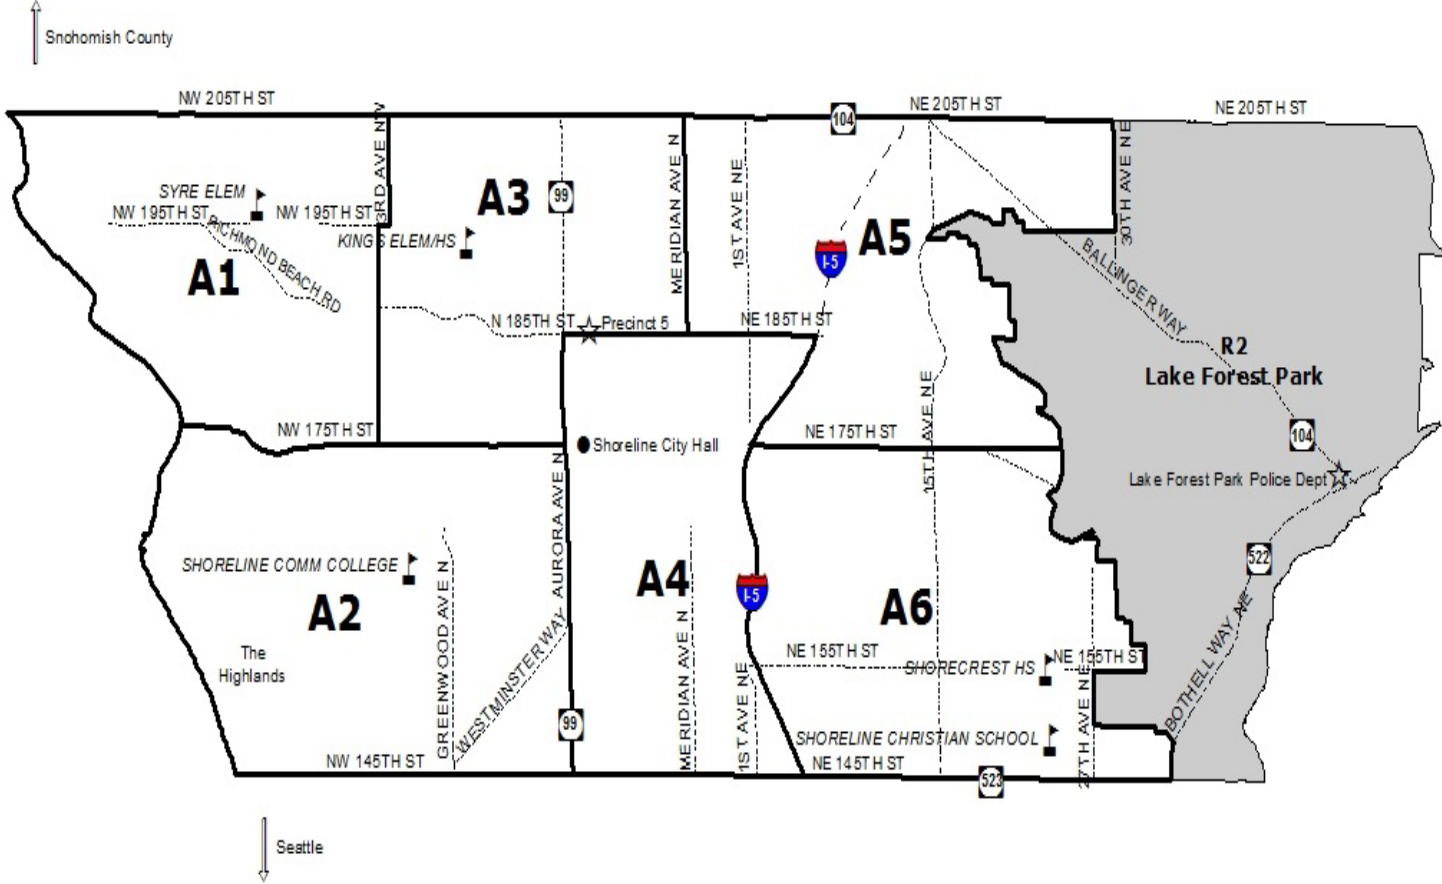 Snohomish County
NW 205TH ST
NE 205TH ST
NE 205TH ST
104
3RD AVE NW
MERIDIAN AVE N
1ST AVE NE
30TH AVE NE
SYRE ELEM
99
A3
NW 195TH ST
NW 195TH ST
RICHMOND BEACH RD
KINGS ELEM/HS
A5
I-5
A1
BALLINGER WAY
N 185TH ST
Precinct 5
NE 185TH ST
R2
Lake Forest Park
15TH AVE NE
NW 175TH ST
Shoreline City Hall
NE 175TH ST
104
Lake Forest Park Police Dept
AURORA AVE N
SHORELINE COMM COLLEGE
GREENWOOD AVE N
A2
A4
I-5
A6
522
The
Highlands
WESTMINSTER WAY
MERIDIAN AVE N
1ST AVE NE
NE 155TH ST
SHORECREST HS
NE 155TH ST
27TH AVE NE
BOTHELL WAY NE
99
SHORELINE CHRISTIAN SCHOOL
NW 145TH ST
NE 145TH ST
523
Seattle